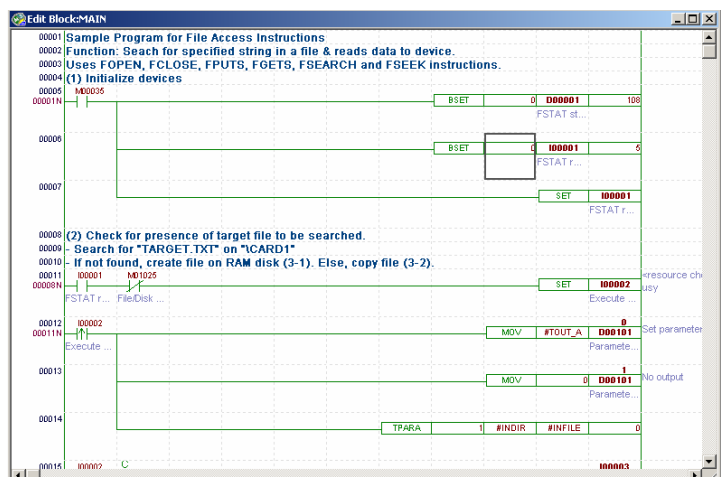 Edit Block:MAIN
00001 Sample Program for File Access Instructions
00002 Function: Seach for specified string in a file & reads data to device.
00003 Uses FOPEN, FCLOSE, FPUTS, FGETS, FSEARCH and FSEEK instructions.
00004 (1) Initialize devices
00005 M00035
00001N BSET 0 D00001 108
FSTAT st...
00006
BSET 0 I00001 5
FSTAT r...
00007
SET I00001
FSTAT r...
00008 (2) Check for presence of target file to be searched.
00009 - Search for "TARGET.TXT" on "\CARD1"
00010 - If not found, create file on RAM disk (3-1). Else, copy file (3-2).
00011 I00001 M01025 <resource che
00008N SET I00002 usy
FSTAT r... File/Disk ... Execute ...
00012 I00002 0
00011N MOV #TOUT_A D00101 Set parameter
Execute ... Paramete...
00013 1
MOV 0 D00101 No output
Paramete...
00014
TPARA 1 #INDIR #INFILE 0
00015 I00002 C I00003